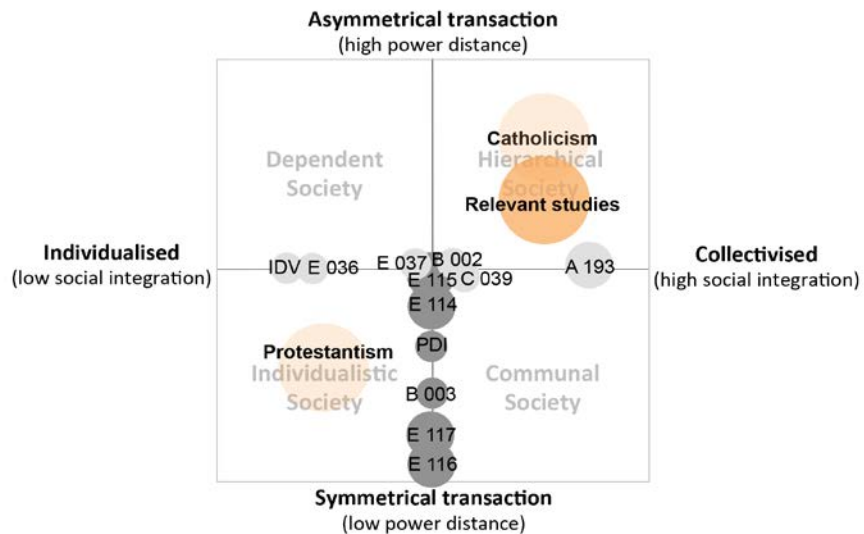 Asymmetrical transaction
(high power distance)
Catholicism
Dependent Society
Hierarchical Society
Relevant studies
Individualised
(low social integration)
Collectivised
(high social integration)
IDV E 036 E 037 B 002 A 193
E 115 C 039
E 114
PDI
Protestantism
Individualistic Society
Communal Society
B 003
E 117
E 116
Symmetrical transaction
(low power distance)